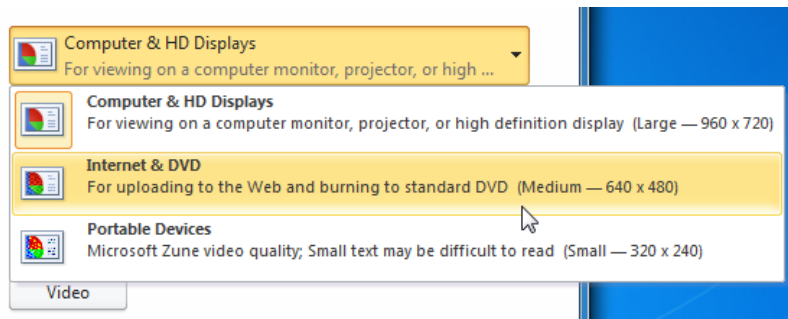 Computer & HD Displays
For viewing on a computer monitor, projector, or high ...
Computer & HD Displays
For viewing on a computer monitor, projector, or high definition display (Large — 960 x 720)
Internet & DVD
For uploading to the Web and burning to standard DVD (Medium — 640 x 480)
Portable Devices
Microsoft Zune video quality; Small text may be difficult to read (Small — 320 x 240)
Video